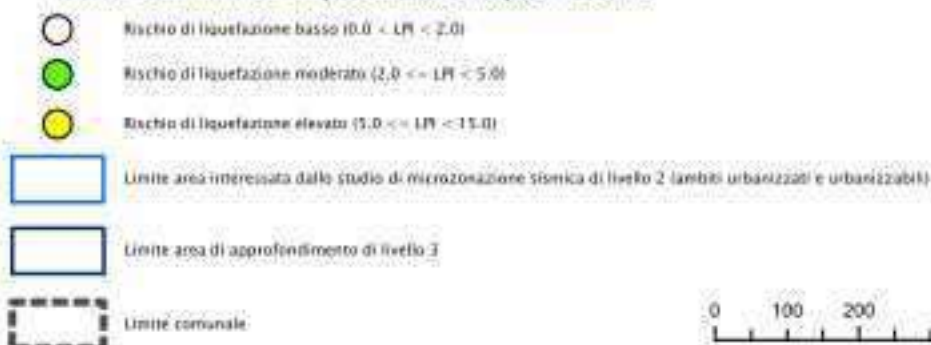 Rischio di liquefazione basso (0.0 < LPI < 2.0)
Rischio di liquefazione moderato (2.0 <= LPI < 5.0)
Rischio di liquefazione elevato (5.0 <= LPI < 15.0)
Limite area interessata dallo studio di microzonazione sismica di livello 2 (ambiti urbanizzati e urbanizzabili)
Limite area di approfondimento di livello 3
Limite comunale
0 100 200